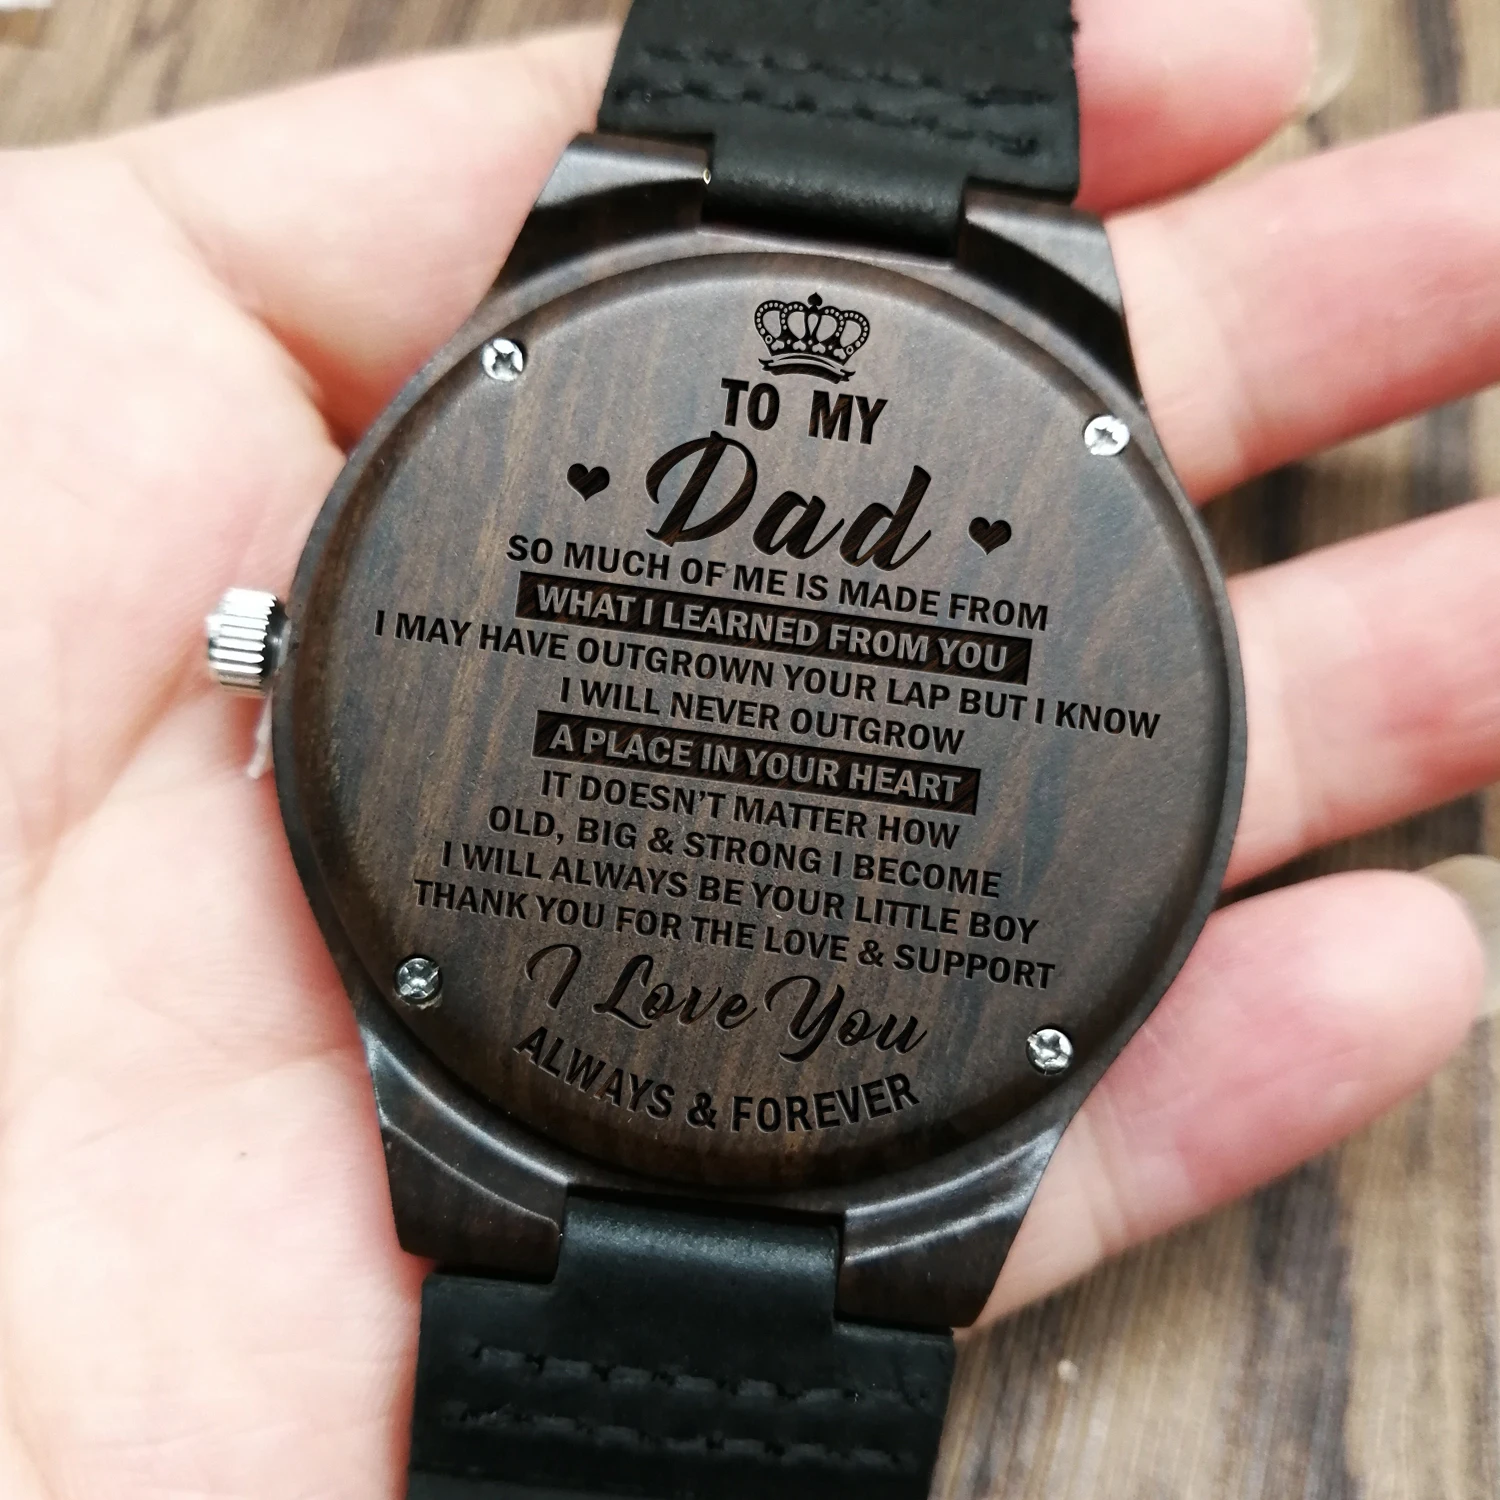 TO MY
Dad
SO MUCH OF ME IS MADE FROM
WHAT I LEARNED FROM YOU
I MAY HAVE OUTGROWN YOUR LAP BUT I KNOW
I WILL NEVER OUTGROW
A PLACE IN YOUR HEART
IT DOESN'T MATTER HOW
OLD, BIG & STRONG I BECOME
I WILL ALWAYS BE YOUR LITTLE BOY
THANK YOU FOR THE LOVE & SUPPORT
I Love You
ALWAYS & FOREVER